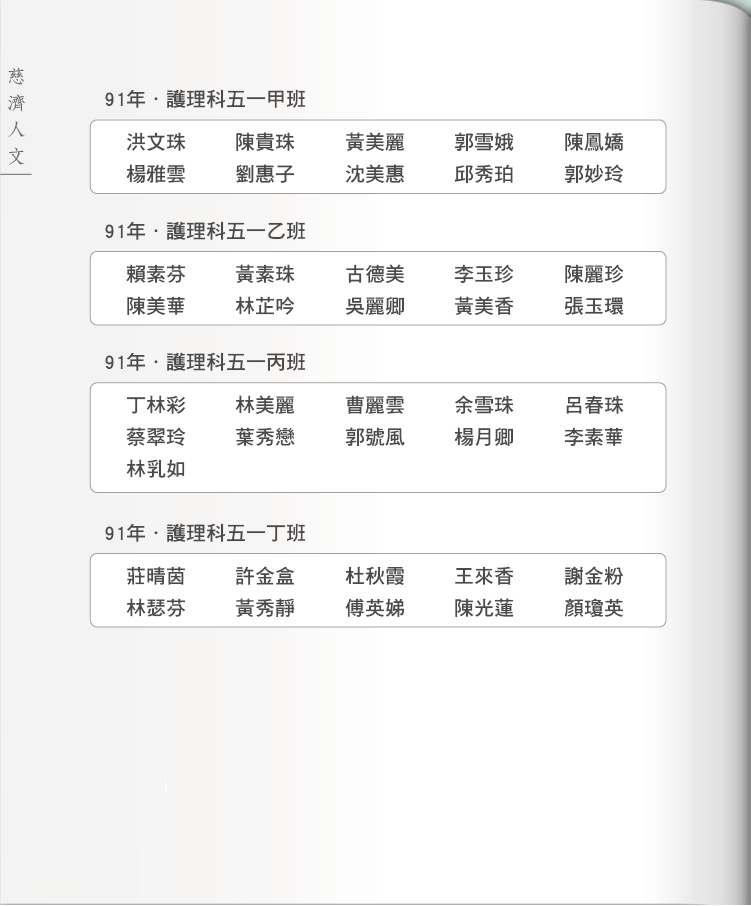 慈濟人文
91年·護理科五一甲班
洪文珠 陳貴珠 黃美麗 郭雪娥 陳鳳嬌
楊雅雲 劉惠子 沈美惠 邱秀珀 郭妙玲
91年·護理科五一乙班
賴素芬 黃素珠 古德美 李玉珍 陳麗珍
陳美華 林芷吟 吳麗卿 黃美香 張玉環
91年·護理科五一丙班
丁林彩 林美麗 曹麗雲 余雪珠 呂春珠
蔡翠玲 葉秀戀 郭號風 楊月卿 李素華
林乳如
91年·護理科五一丁班
莊晴茵 許金盒 杜秋霞 王來香 謝金粉
林瑟芬 黃秀靜 傅英娣 陳光蓮 顏瓊英